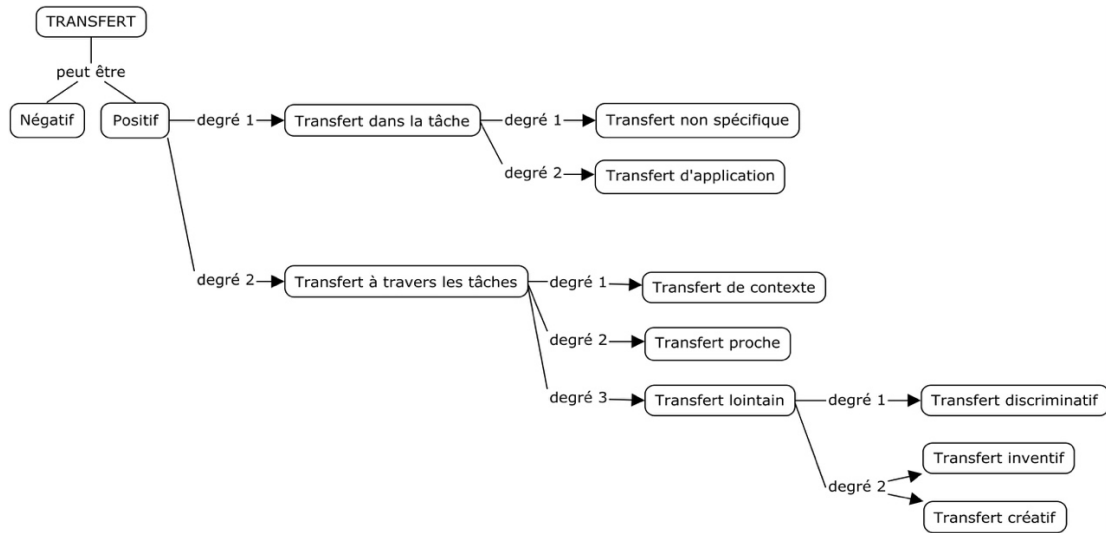 TRANSFERT
peut être
Négatif
Positif
degré 1
Transfert dans la tâche
degré 1
Transfert non spécifique
degré 2
Transfert d'application
degré 2
Transfert à travers les tâches
degré 1
Transfert de contexte
degré 2
Transfert proche
degré 3
Transfert lointain
degré 1
Transfert discriminatif
degré 2
Transfert inventif
Transfert créatif